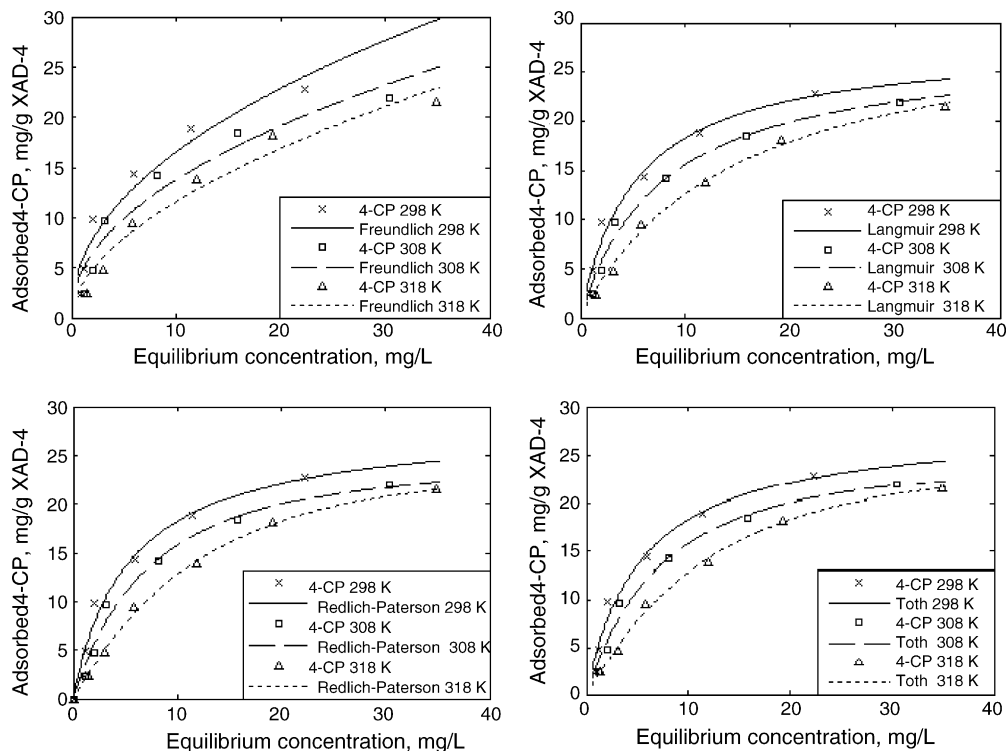 30
25
20
15
10
5
0
Adsorbed4-CP, mg/g XAD-4
4-CP 298 K
Freundlich 298 K
4-CP 308 K
Freundlich 308 K
4-CP 318 K
Freundlich 318 K
0 10 20 30 40
Equilibrium concentration, mg/L
30
25
20
15
10
5
0
Adsorbed4-CP, mg/g XAD-4
4-CP 298 K
Langmuir 298 K
4-CP 308 K
Langmuir 308 K
4-CP 318 K
Langmuir 318 K
0 10 20 30 40
Equilibrium concentration, mg/L
30
25
20
15
10
5
0
Adsorbed4-CP, mg/g XAD-4
4-CP 298 K
Redlich-Paterson 298 K
4-CP 308 K
Redlich-Paterson 308 K
4-CP 318 K
Redlich-Paterson 318 K
0 10 20 30 40
Equilibrium concentration, mg/L
30
25
20
15
10
5
0
Adsorbed4-CP, mg/g XAD-4
4-CP 298 K
Toth 298 K
4-CP 308 K
Toth 308 K
4-CP 318 K
Toth 318 K
0 10 20 30 40
Equilibrium concentration, mg/L